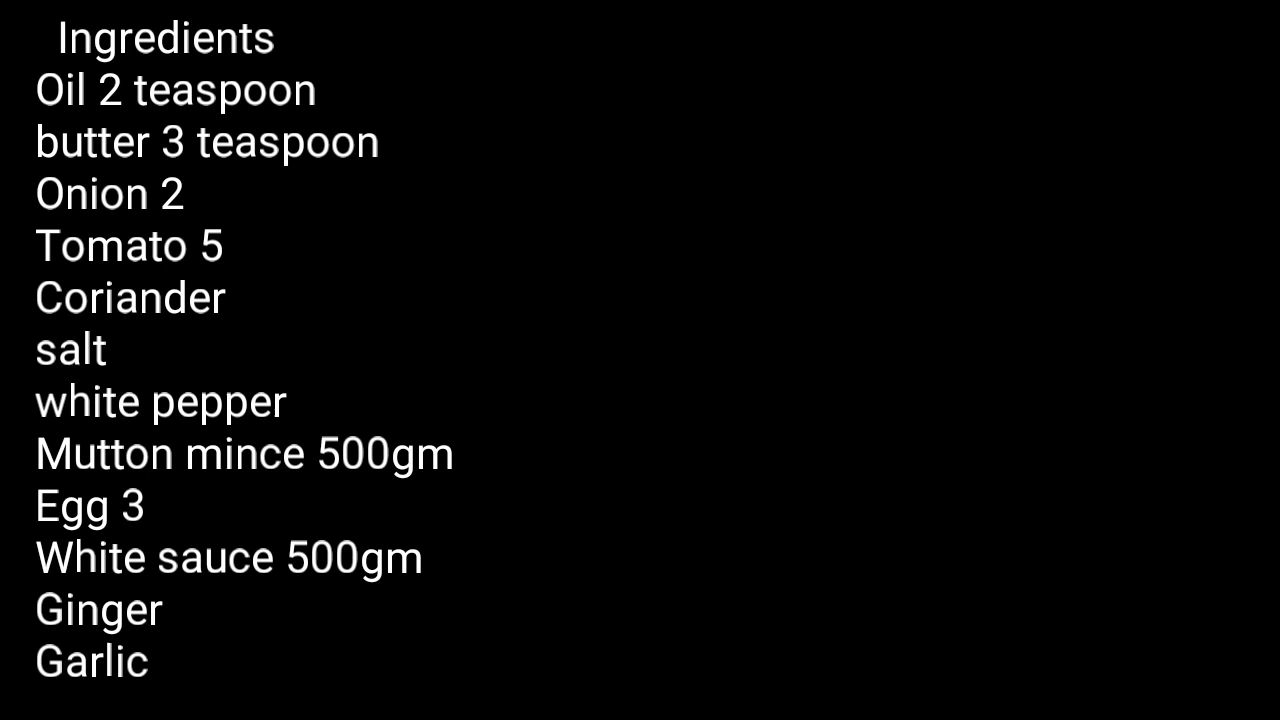 Ingredients
Oil 2 teaspoon
butter 3 teaspoon
Onion 2
Tomato 5
Coriander
salt
white pepper
Mutton mince 500gm
Egg 3
White sauce 500gm
Ginger
Garlic